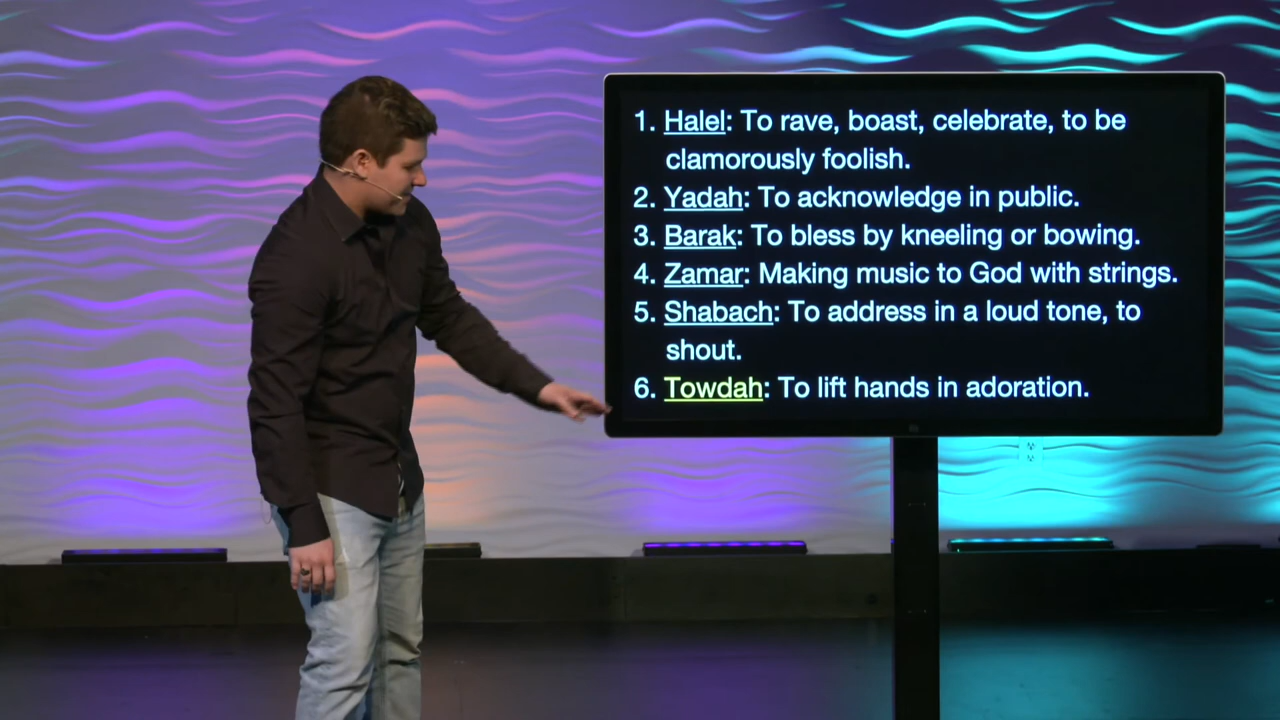 1. Halel: To rave, boast, celebrate, to be
clamorously foolish.
2. Yadah: To acknowledge in public.
3. Barak: To bless by kneeling or bowing.
4. Zamar: Making music to God with strings.
5. Shabach: To address in a loud tone, to
shout.
6. Towdah: To lift hands in adoration.